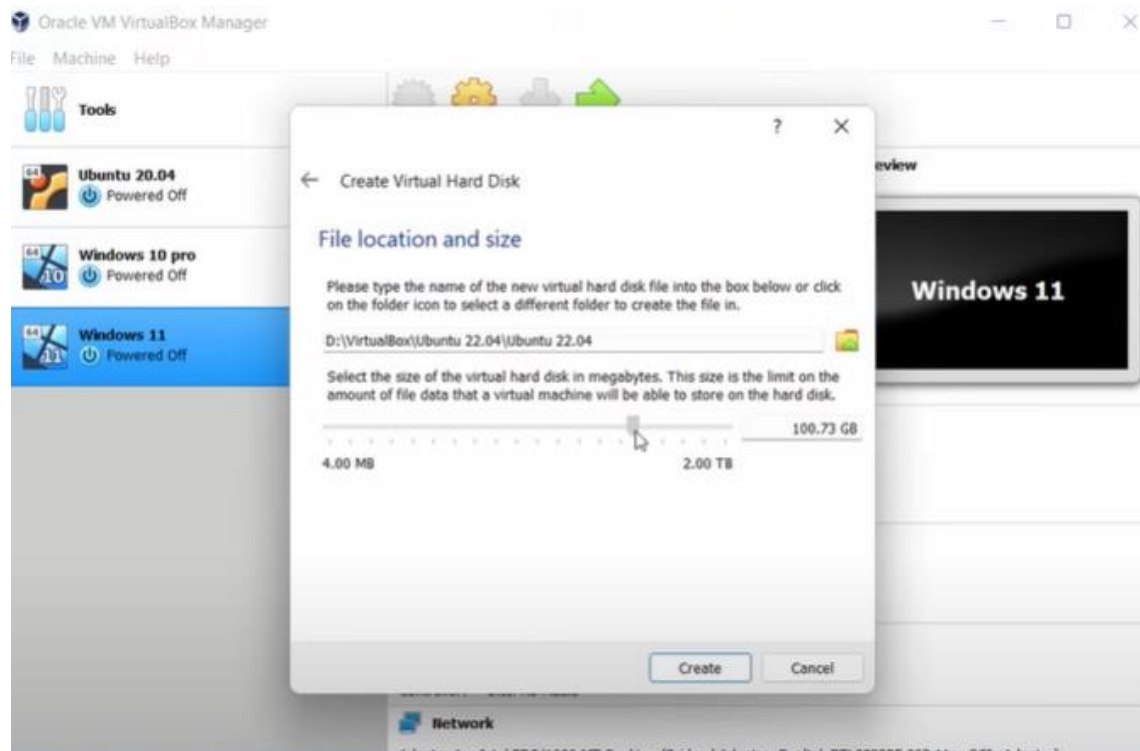 Oracle VM VirtualBox Manager
File Machine Help
Tools
64
Ubuntu 20.04
Powered Off
64
10
Windows 10 pro
Powered Off
64
11
Windows 11
Powered Off
?
Create Virtual Hard Disk
File location and size
Please type the name of the new virtual hard disk file into the box below or click
on the folder icon to select a different folder to create the file in.
D:\VirtualBox\Ubuntu 22.04\Ubuntu 22.04
Select the size of the virtual hard disk in megabytes. This size is the limit on the
amount of file data that a virtual machine will be able to store on the hard disk.
100.73 GB
4.00 MB
2.00 TB
Create
Cancel
eview
Windows 11
Network